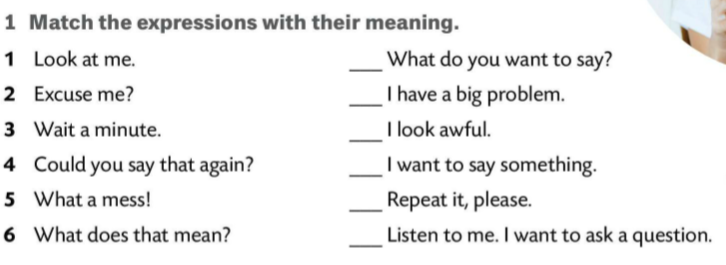 1 Match the expressions with their meaning.
1 Look at me. ___ What do you want to say?
2 Excuse me? ___ I have a big problem.
3 Wait a minute. ___ I look awful.
4 Could you say that again? ___ I want to say something.
5 What a mess! ___ Repeat it, please.
6 What does that mean? ___ Listen to me. I want to ask a question.